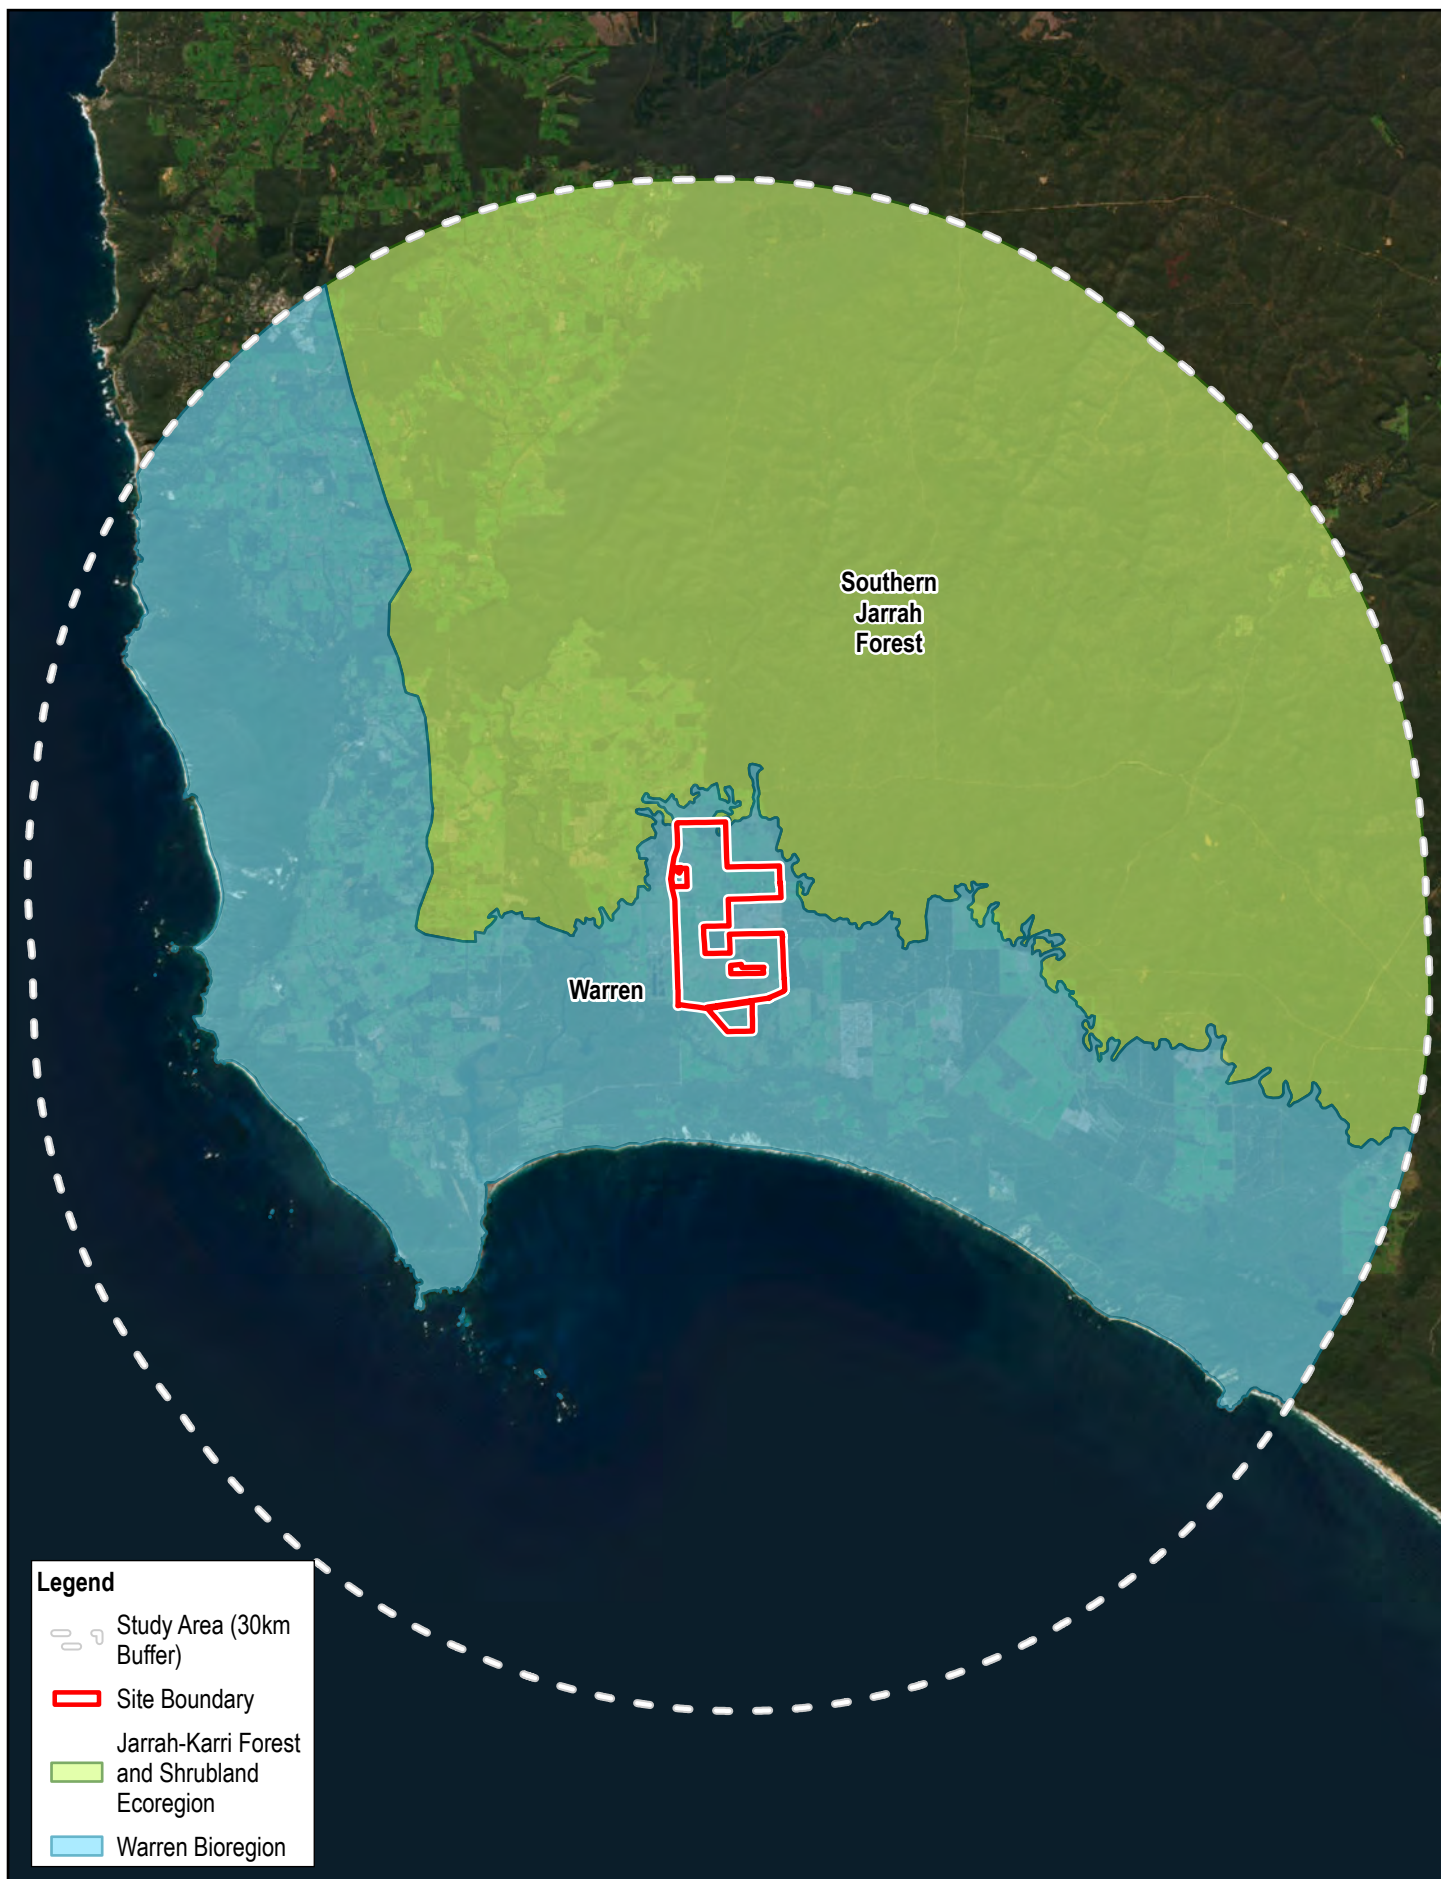 Southern
Jarrah
Forest
Warren
Legend
Study Area (30km
Buffer)
Site Boundary
Jarrah-Karri Forest
and Shrubland
Ecoregion
Warren Bioregion